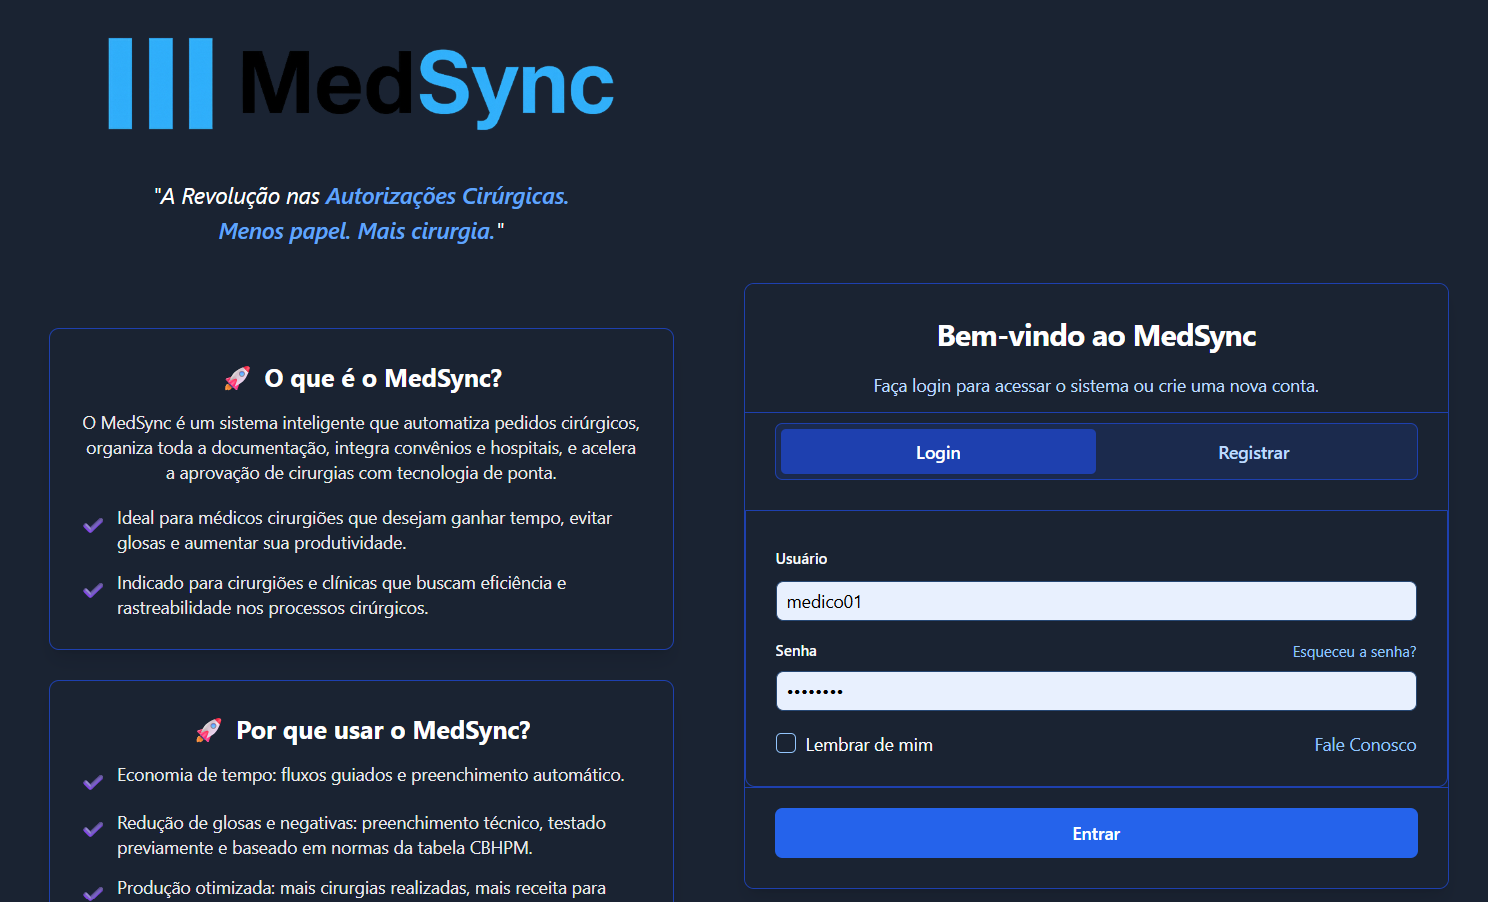 MedSync
"A Revolução nas Autorizações Cirúrgicas.
Menos papel. Mais cirurgia."
🚀 O que é o MedSync?
O MedSync é um sistema inteligente que automatiza pedidos cirúrgicos,
organiza toda a documentação, integra convênios e hospitais, e acelera
a aprovação de cirurgias com tecnologia de ponta.
Ideal para médicos cirurgiões que desejam ganhar tempo, evitar
glosas e aumentar sua produtividade.
Indicado para cirurgiões e clínicas que buscam eficiência e
rastreabilidade nos processos cirúrgicos.
🚀 Por que usar o MedSync?
Economia de tempo: fluxos guiados e preenchimento automático.
Redução de glosas e negativas: preenchimento técnico, testado
previamente e baseado em normas da tabela CBHPM.
Produção otimizada: mais cirurgias realizadas, mais receita para
Bem-vindo ao MedSync
Faça login para acessar o sistema ou crie uma nova conta.
Login
Registrar
Usuário
medico01
Senha
Esqueceu a senha?
••••••••
Lembrar de mim
Fale Conosco
Entrar